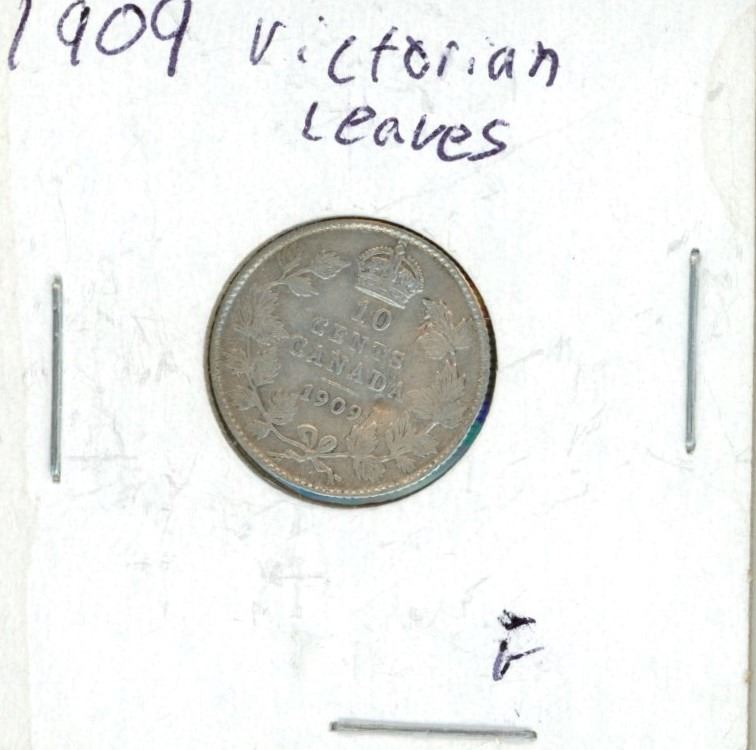 1909 Victorian
Leaves
10
CENTS
CANADA
1909
F